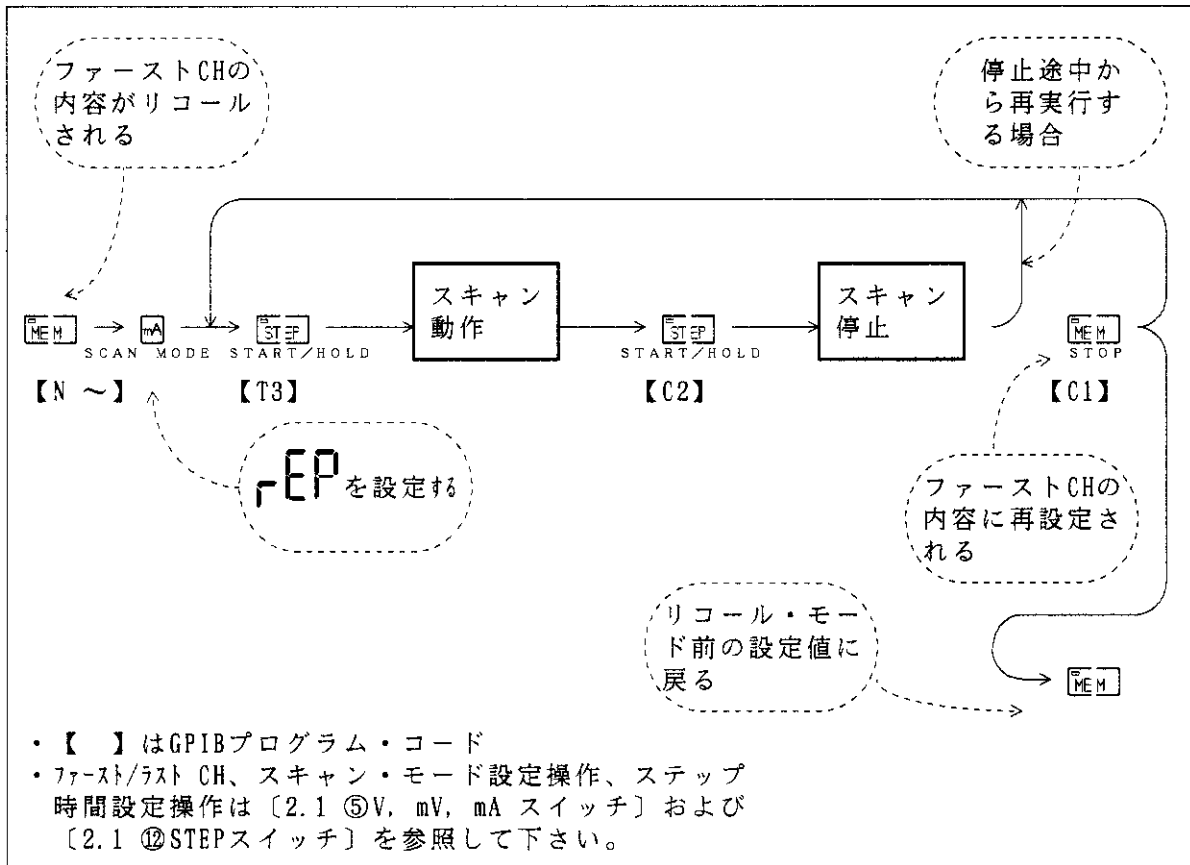 ファーストCHの
内容がリコール
される
停止途中か
ら再実行す
る場合
スキャン
動作
スキャン
停止
MEM
mA
STEP
STEP
MEM
SCAN MODE
START/HOLD
START/HOLD
STOP
【N ～】
【T3】
【C2】
【C1】
rEPを設定する
ファーストCHの
内容に再設定さ
れる
リコール・モー
ド前の設定値に
戻る
MEM
・【 】はGPIBプログラム・コード
・ファースト/ラスト CH、スキャン・モード設定操作、ステップ
時間設定操作は〔2.1 ⑤V, mV, mA スイッチ〕および
〔2.1 ⑫STEPスイッチ〕を参照して下さい。